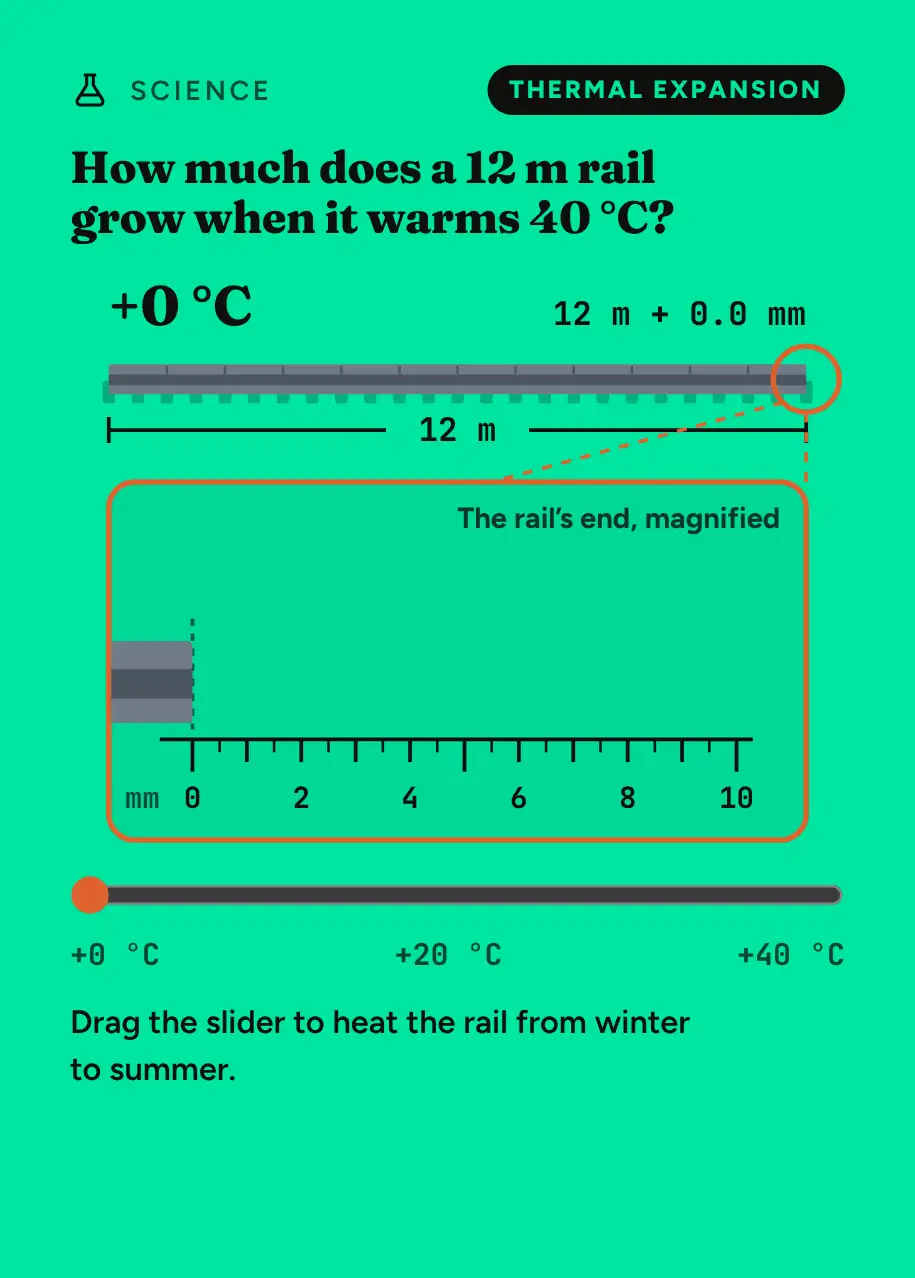 SCIENCE
THERMAL EXPANSION
How much does a 12 m rail
grow when it warms 40 °C?
+0 °C
12 m + 0.0 mm
12 m
The rail’s end, magnified
mm 0 2 4 6 8 10
+0 °C +20 °C +40 °C
Drag the slider to heat the rail from winter
to summer.